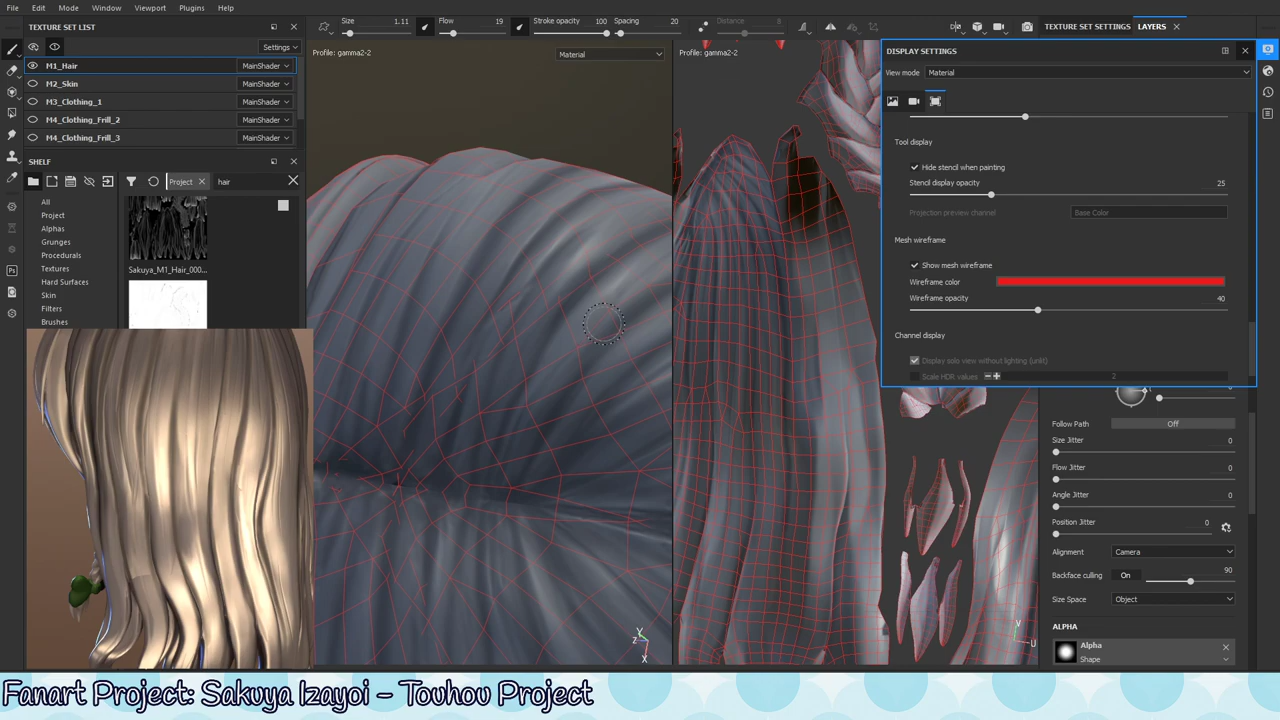 File Edit Mode Window Viewport Plugins Help
TEXTURE SET LIST
Size 1.11 Flow 19 Stroke opacity 100 Spacing 20 Distance 8
TEXTURE SET SETTINGS LAYERS
Settings
M1_Hair MainShader
M2_Skin MainShader
M3_Clothing_1 MainShader
M4_Clothing_Frill_2 MainShader
M4_Clothing_Frill_3 MainShader
SHELF
Project hair
All
Project
Alphas
Grunges
Procedurals
Textures
Hard Surfaces
Skin
Filters
Brushes
Sakuya_M1_Hair_000...
Profile: gamma2-2
Material
Profile: gamma2-2
DISPLAY SETTINGS
View mode Material
Tool display
Hide stencil when painting
Stencil display opacity 25
Projection preview channel Base Color
Mesh wireframe
Show mesh wireframe
Wireframe color
Wireframe opacity 40
Channel display
Display solo view without lighting (unlit)
Scale HDR values 2
Follow Path Off
Size Jitter 0
Flow Jitter 0
Angle Jitter 0
Position Jitter 0
Alignment Camera
Backface culling On 90
Size Space Object
ALPHA
Alpha
Shape
Y
Z
X
V
U
Ps
Fanart Project: Sakuya Izayoi - Touhou Project